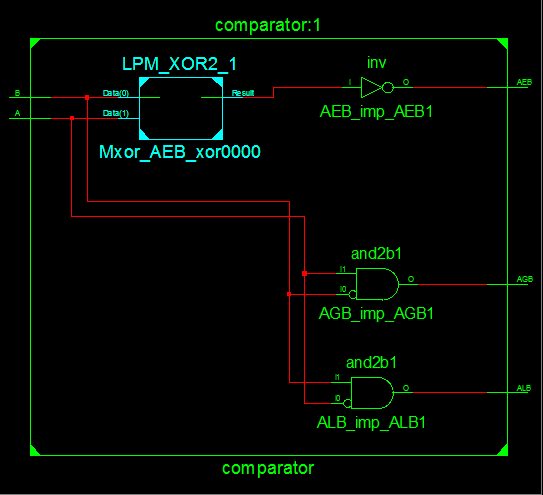 comparator:1
LPM_XOR2_1
inv
B
Data(0)
Result
I
O
AEB
A
Data(1)
AEB_imp_AEB1
Mxor_AEB_xor0000
and2b1
I1
O
AGB
I0
AGB_imp_AGB1
and2b1
I1
O
ALB
I0
ALB_imp_ALB1
comparator